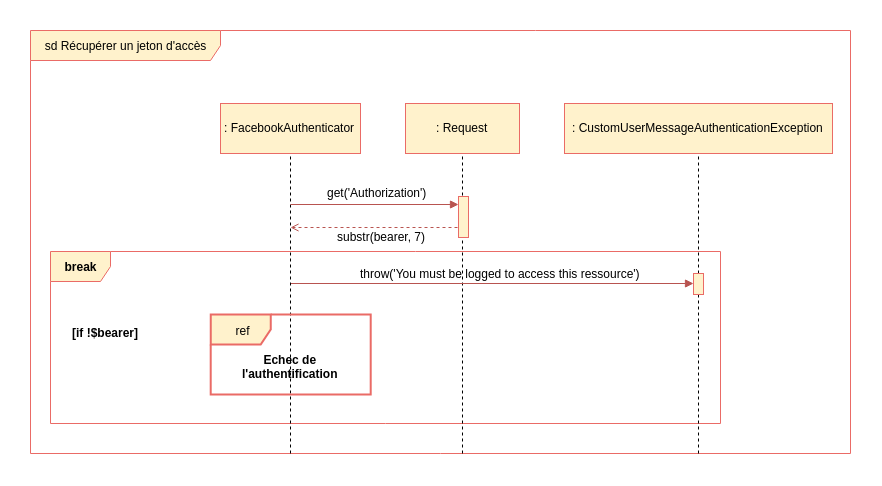 sd Récupérer un jeton d'accès
: FacebookAuthenticator
: Request
: CustomUserMessageAuthenticationException
get('Authorization')
substr(bearer, 7)
break
throw('You must be logged to access this ressource')
[if !$bearer]
ref
Echec de
l'authentification